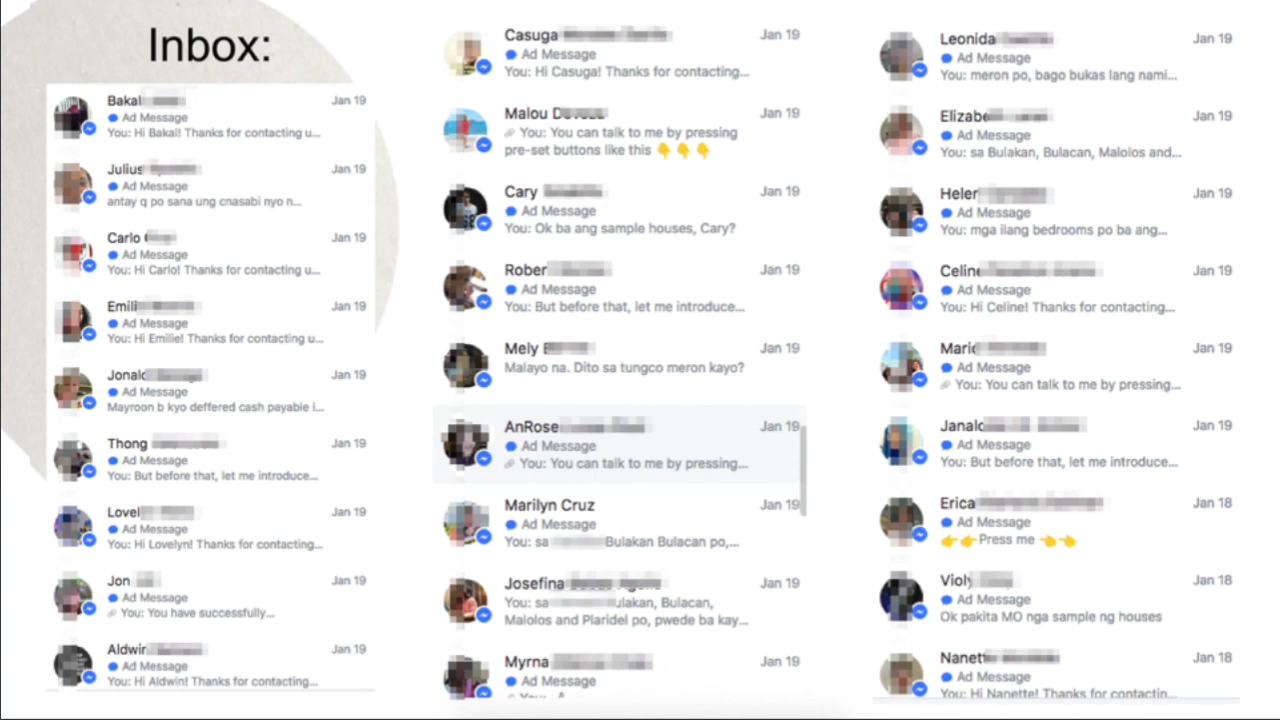 Inbox:
Bakal
Jan 19
Ad Message
You: Hi Bakal! Thanks for contacting u...
Julius
Jan 19
Ad Message
antay q po sana ung cnasabi nyo n...
Carlo
Jan 19
Ad Message
You: Hi Carlo! Thanks for contacting u...
Emili
Jan 19
Ad Message
You: Hi Emilie! Thanks for contacting u...
Jonald
Jan 19
Ad Message
Mayroon b kyo deffered cash payable i...
Thong
Jan 19
Ad Message
You: But before that, let me introduce...
Lovel
Jan 19
Ad Message
You: Hi Lovelyn! Thanks for contacting...
Jon
Jan 19
Ad Message
You: You have successfully...
Aldwin
Jan 19
Ad Message
You: Hi Aldwin! Thanks for contacting...
Casuga
Jan 19
Ad Message
You: Hi Casuga! Thanks for contacting...
Malou
Jan 19
You: You can talk to me by pressing
pre-set buttons like this 👇👇👇
Cary
Jan 19
Ad Message
You: Ok ba ang sample houses, Cary?
Rober
Jan 19
Ad Message
You: But before that, let me introduce...
Mely
Jan 19
Malayo na. Dito sa tungco meron kayo?
AnRose
Jan 19
Ad Message
You: You can talk to me by pressing...
Marilyn Cruz
Jan 19
Ad Message
You: sa Bulakan Bulacan po,...
Josefina
Jan 19
You: sa ulakan, Bulacan,
Malolos and Plaridel po, pwede ba kay...
Myrna
Jan 19
Ad Message
Leonida
Jan 19
Ad Message
You: meron po, bago bukas lang nami...
Elizabe
Jan 19
Ad Message
You: sa Bulakan, Bulacan, Malolos and...
Helen
Jan 19
Ad Message
You: mga ilang bedrooms po ba ang...
Celine
Jan 19
Ad Message
You: Hi Celine! Thanks for contacting...
Mario
Jan 19
Ad Message
You: You can talk to me by pressing...
Janald
Jan 19
Ad Message
You: But before that, let me introduce...
Erica
Jan 18
Ad Message
👉👉Press me 👈👈
Violy
Jan 18
Ad Message
Ok pakita MO nga sample ng houses
Nanett
Jan 18
Ad Message
You: Hi Nanette! Thanks for contactin...